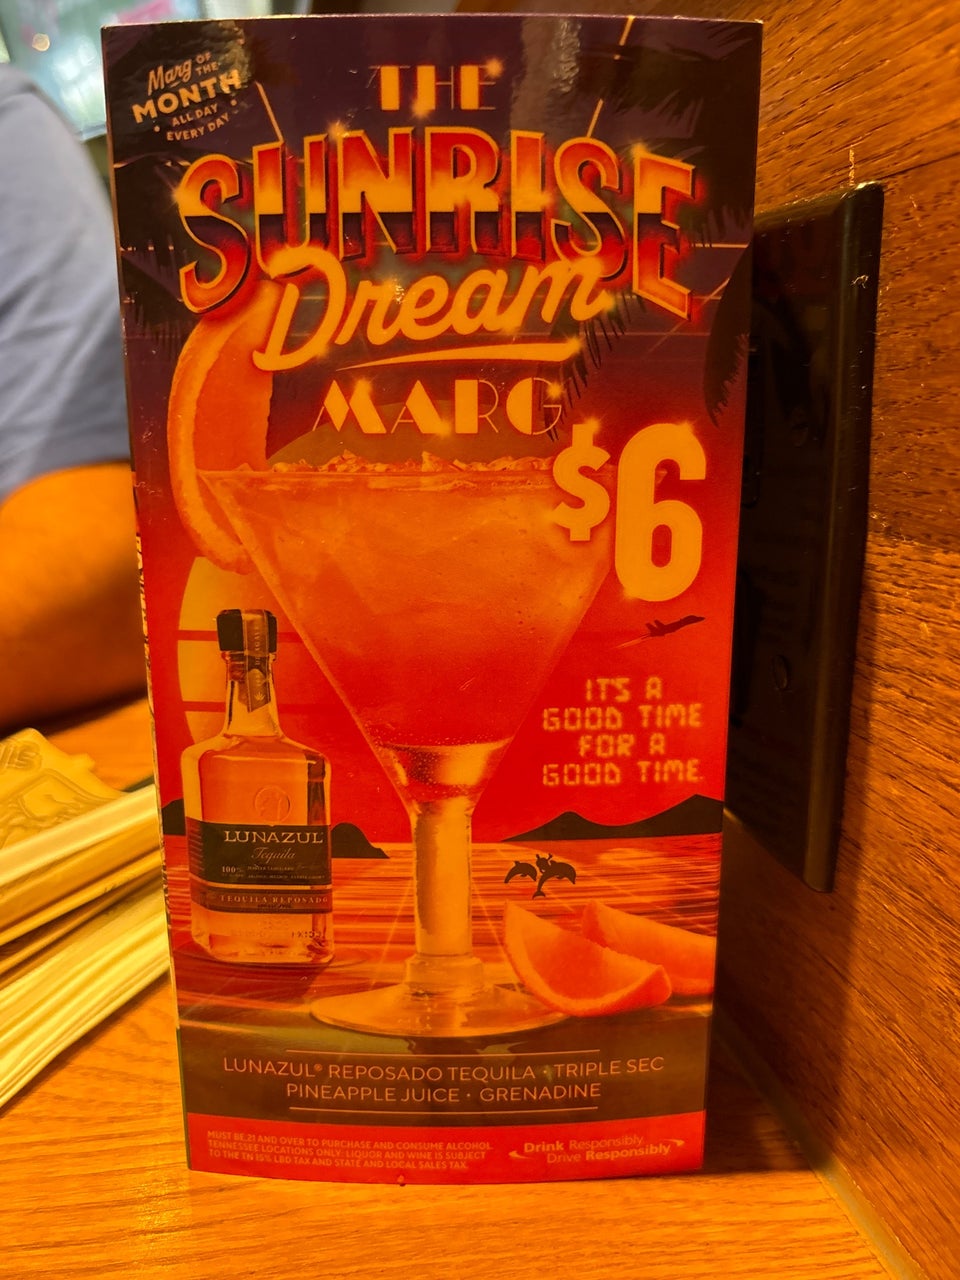 Marg OF THE
MONTH
ALL DAY
EVERY DAY
THE
SUNRISE
Dream
MARG
$6
IT'S A
GOOD TIME
FOR A
GOOD TIME
LUNAZUL
Tequila
100%
TEQUILA REPOSADO
LUNAZUL® REPOSADO TEQUILA · TRIPLE SEC
PINEAPPLE JUICE · GRENADINE
MUST BE 21 AND OVER TO PURCHASE AND CONSUME ALCOHOL
TENNESSEE LOCATIONS ONLY: LIQUOR AND WINE IS SUBJECT
TO THE TN 15% LBD TAX AND STATE AND LOCAL SALES TAX.
Drink Responsibly
Drive Responsibly